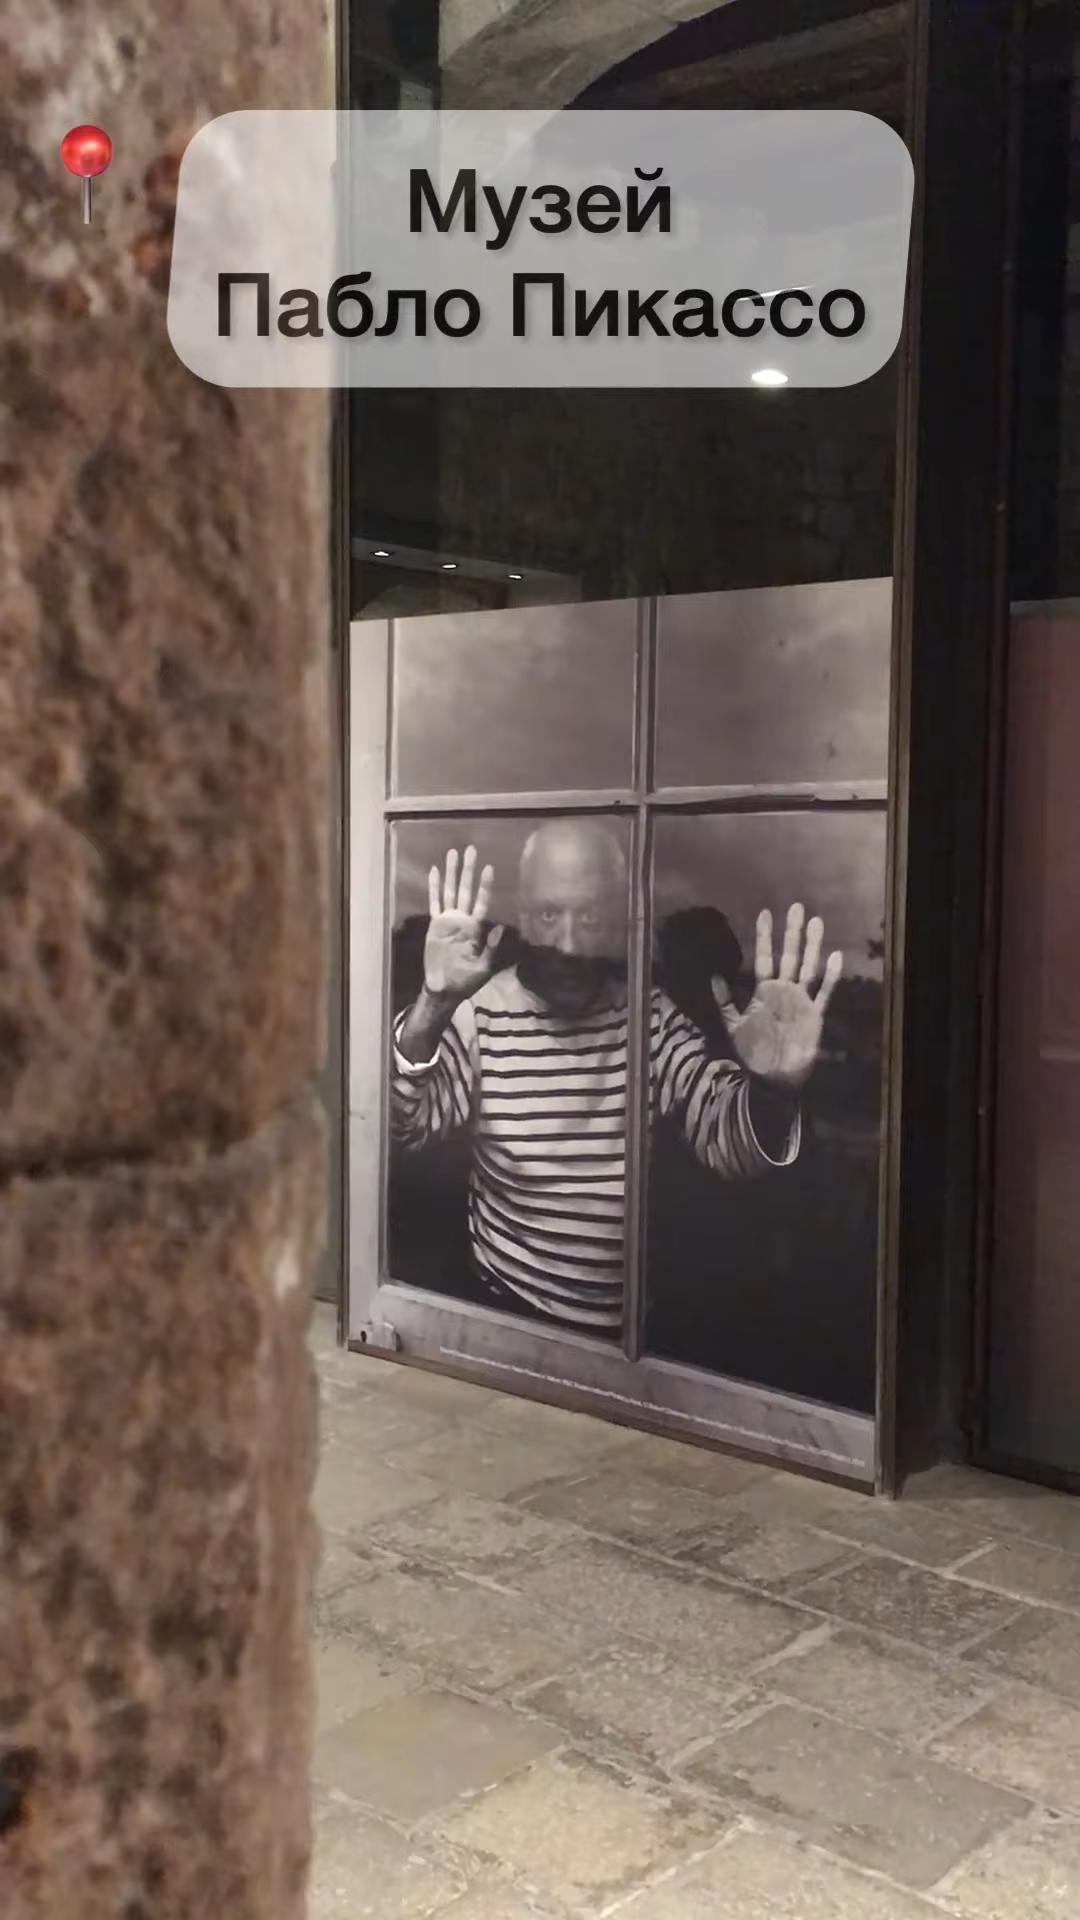 Музей
Пабло Пикассо